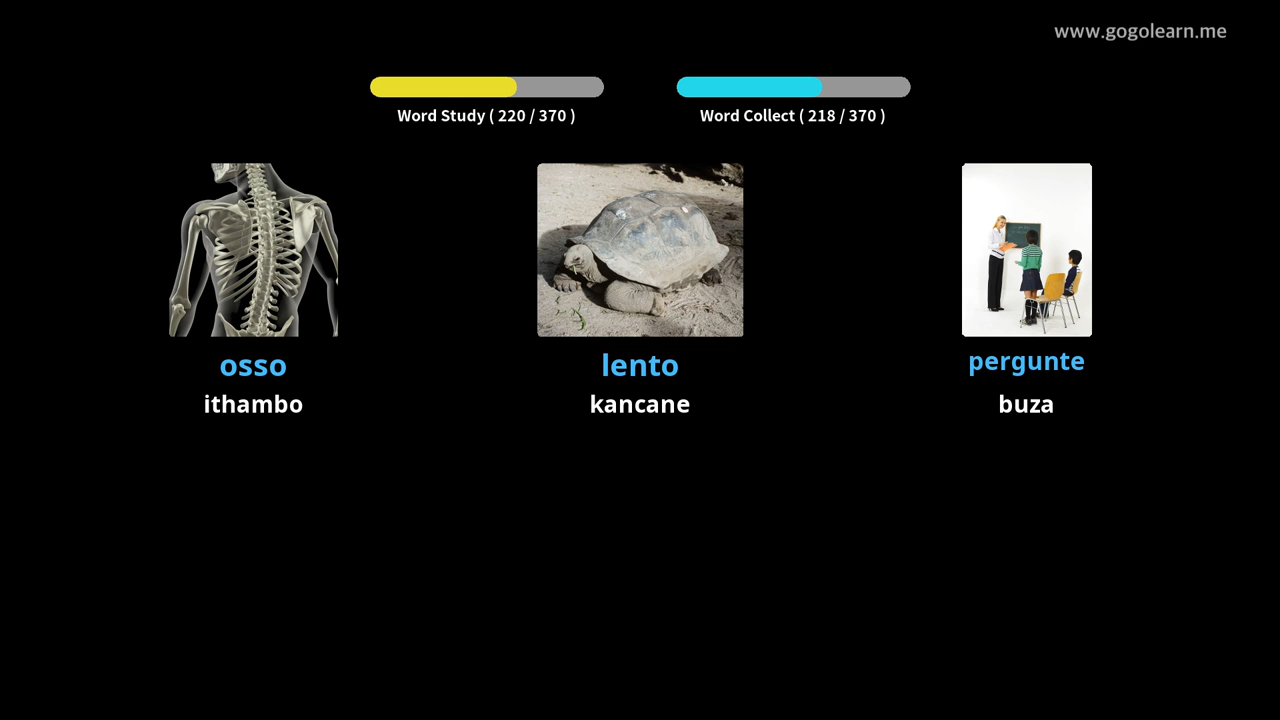 www.gogolearn.me
Word Study ( 220 / 370 )
Word Collect ( 218 / 370 )
osso
lento
pergunte
ithambo
kancane
buza